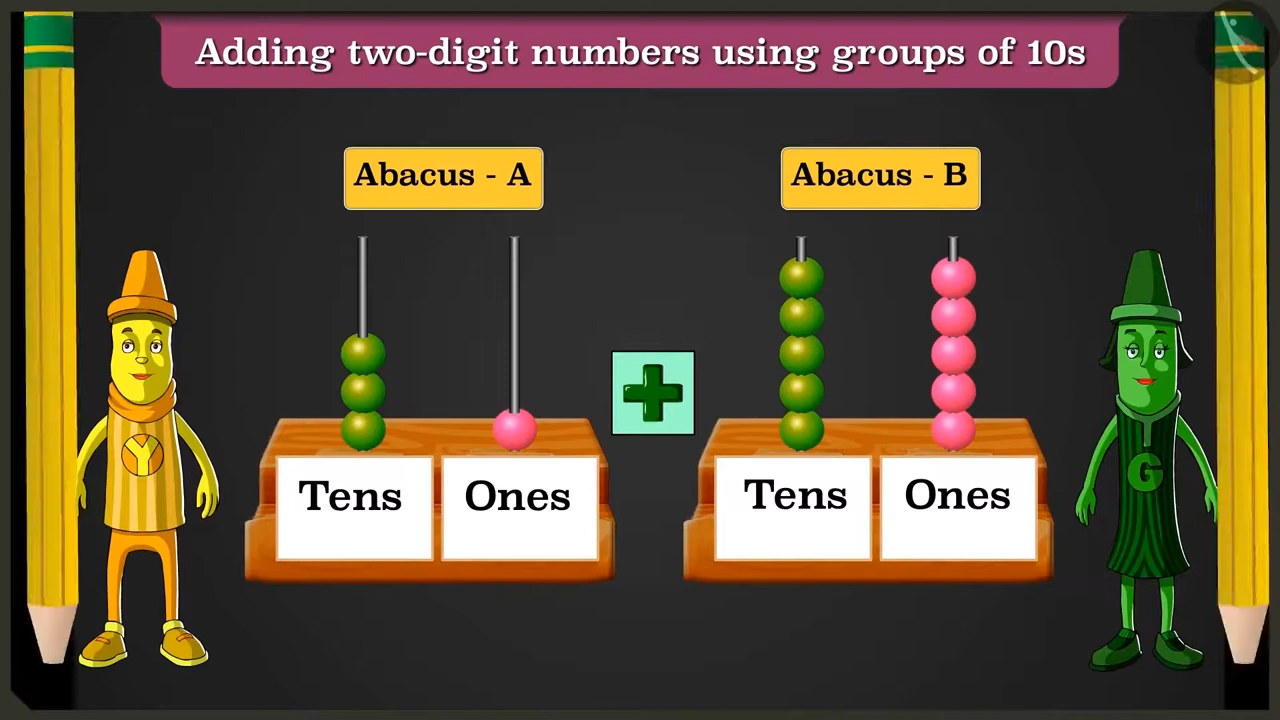 Adding two-digit numbers using groups of 10s
Abacus - A
Abacus - B
Tens
Ones
Tens
Ones
Y
G